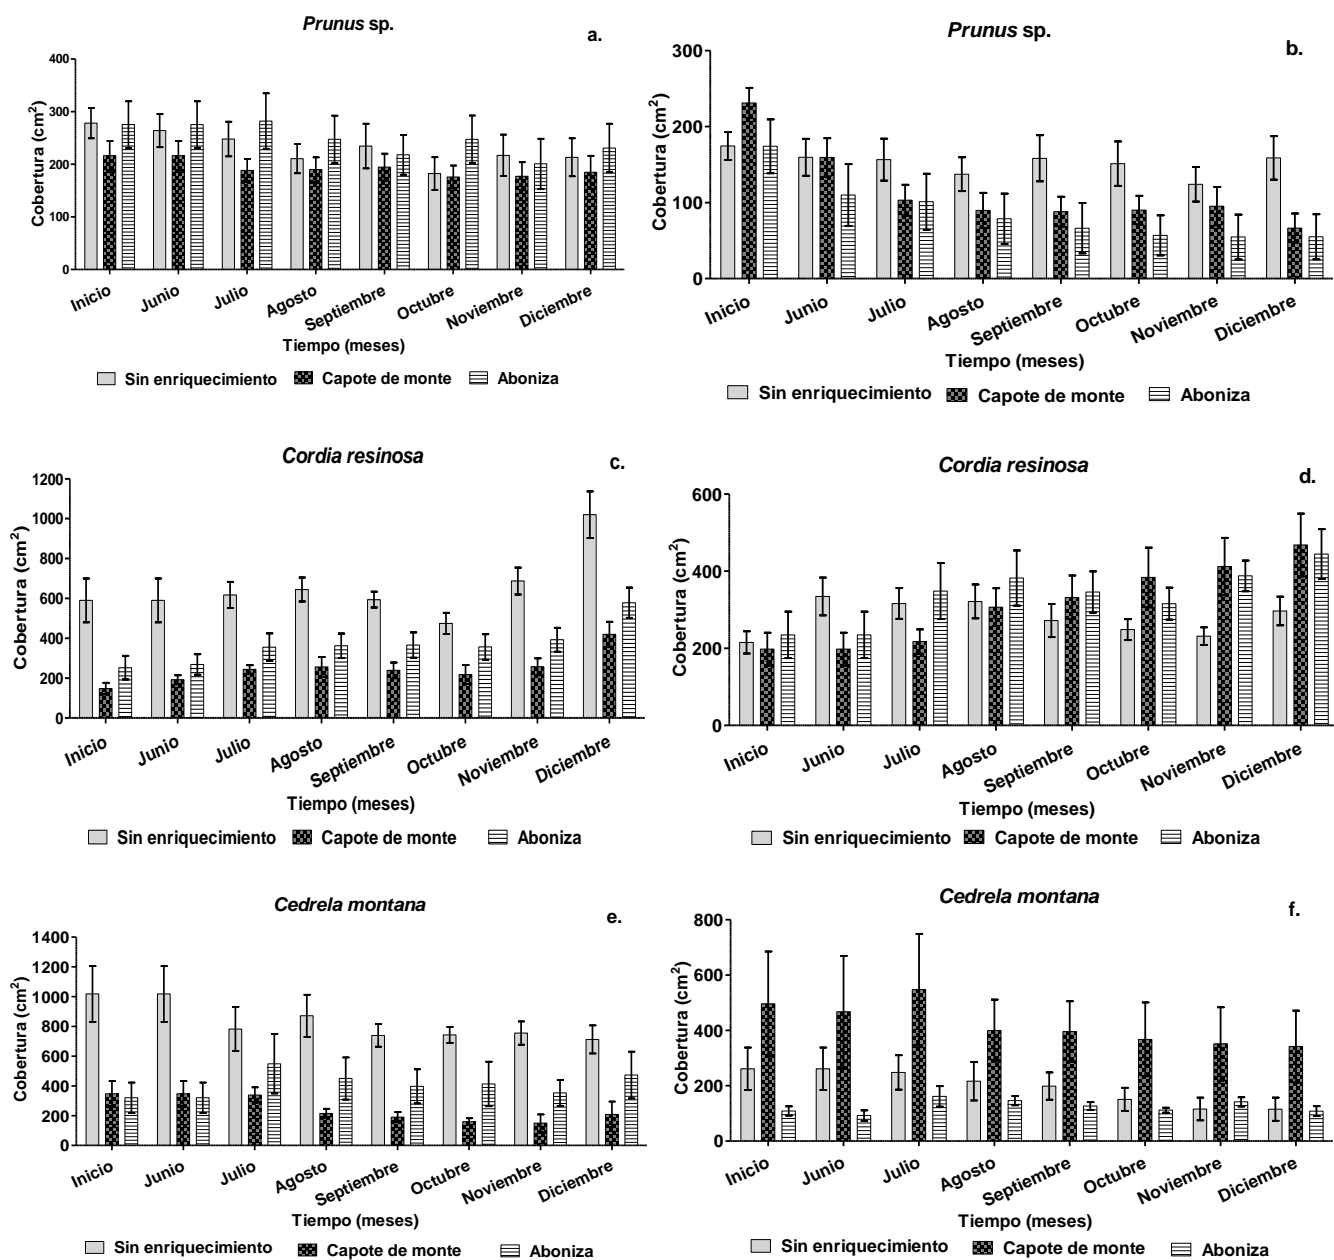 Prunus sp.
a.
Cobertura (cm²)
400
300
200
100
0
Inicio
Junio
Julio
Agosto
Septiembre
Octubre
Noviembre
Diciembre
Tiempo (meses)
Sin enriquecimiento Capote de monte Aboniza
Prunus sp.
b.
Cobertura (cm²)
300
200
100
0
Inicio
Junio
Julio
Agosto
Septiembre
Octubre
Noviembre
Diciembre
Tiempo (meses)
Sin enriquecimiento Capote de monte Aboniza
Cordia resinosa
c.
Cobertura (cm²)
1200
1000
800
600
400
200
0
Inicio
Junio
Julio
Agosto
Septiembre
Octubre
Noviembre
Diciembre
Tiempo (meses)
Sin enriquecimiento Capote de monte Aboniza
Cordia resinosa
d.
Cobertura (cm²)
600
400
200
0
Inicio
Junio
Julio
Agosto
Septiembre
Octubre
Noviembre
Diciembre
Tiempo (meses)
Sin enriquecimiento Capote de monte Aboniza
Cedrela montana
e.
Cobertura (cm²)
1400
1200
1000
800
600
400
200
0
Inicio
Junio
Julio
Agosto
Septiembre
Octubre
Noviembre
Diciembre
Tiempo (meses)
Sin enriquecimiento Capote de monte Aboniza
Cedrela montana
f.
Cobertura (cm²)
800
600
400
200
0
Inicio
Junio
Julio
Agosto
Septiembre
Octubre
Noviembre
Diciembre
Tiempo (meses)
Sin enriquecimiento Capote de monte Aboniza